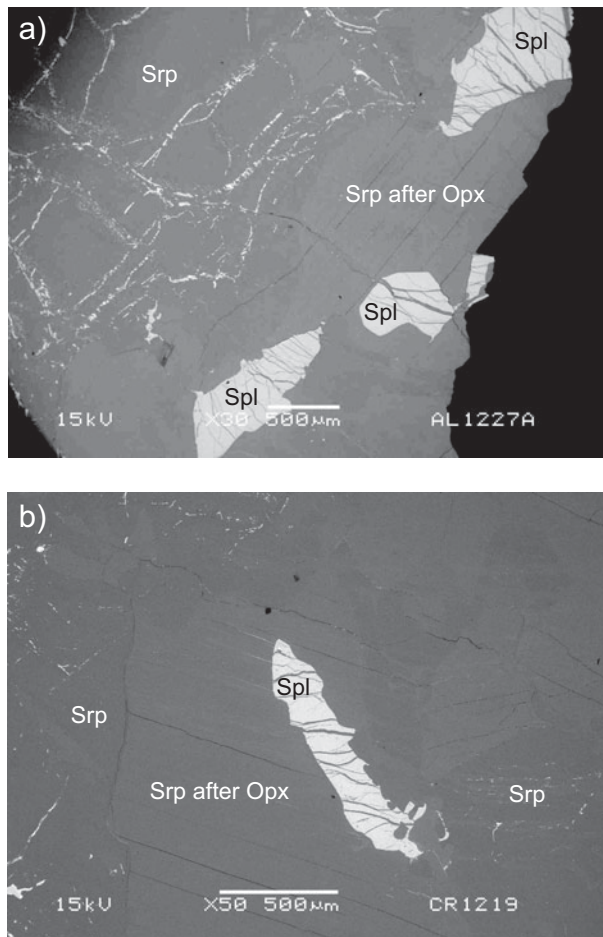 a)
Spl
Srp
Srp after Opx
Spl
Spl
15kV X30 500µm AL1227A
b)
Spl
Srp
Srp after Opx
Srp
15kV X50 500µm CR1219